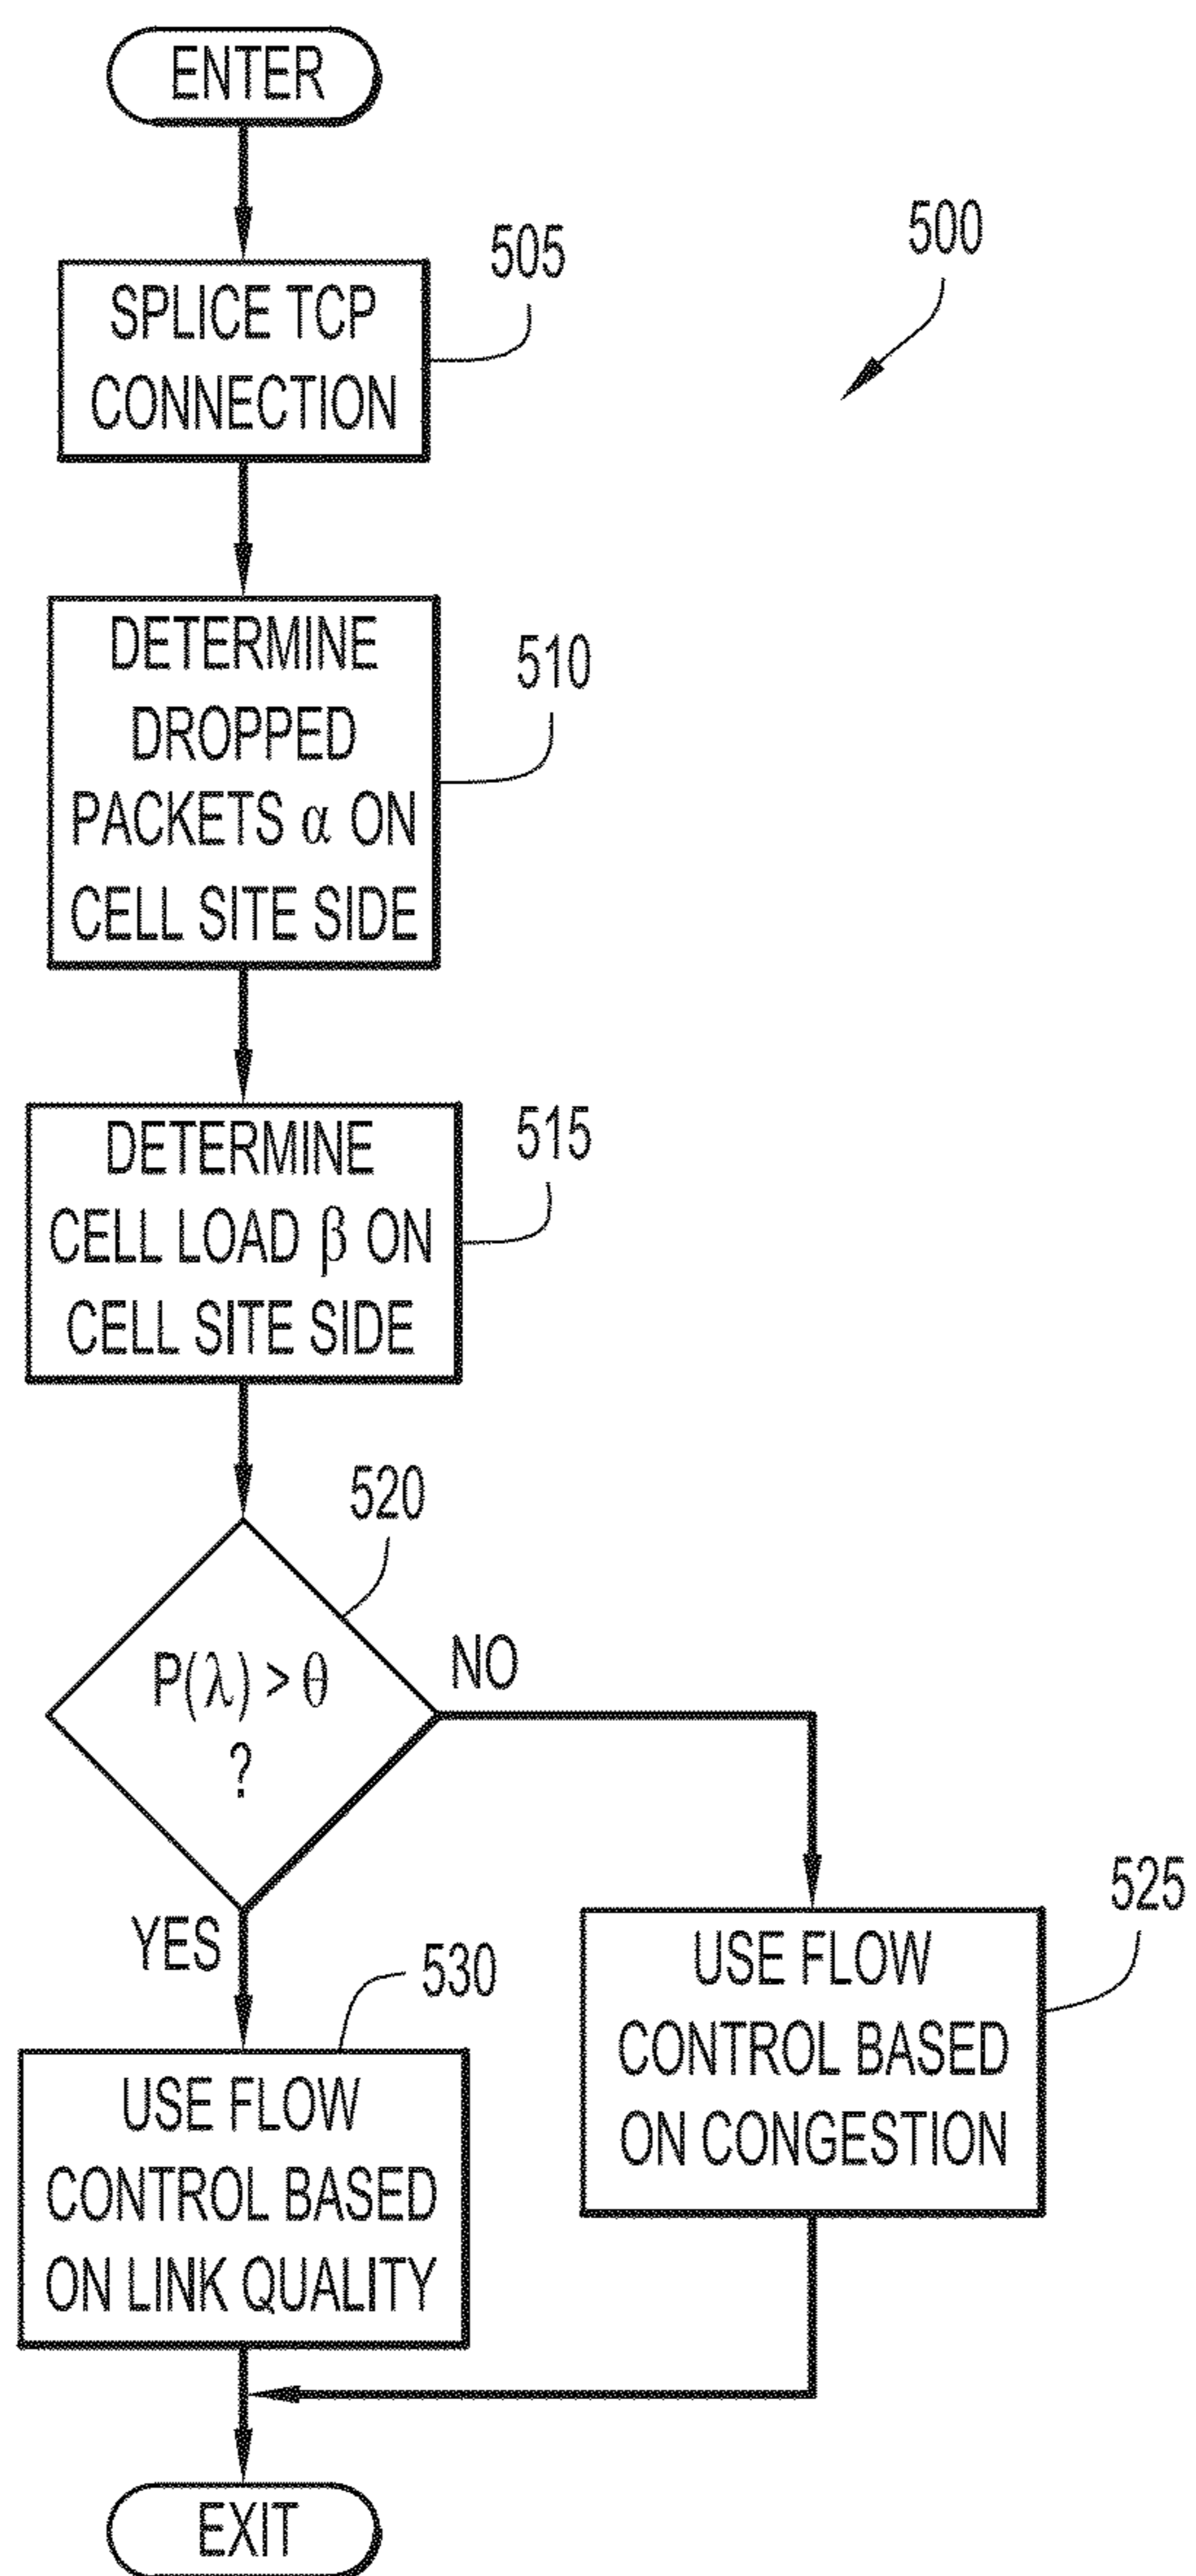 ENTER
500
505
SPLICE TCP
CONNECTION
510
DETERMINE
DROPPED
PACKETS α ON
CELL SITE SIDE
515
DETERMINE
CELL LOAD β ON
CELL SITE SIDE
520
P(λ) > θ
?
NO
YES
525
USE FLOW
CONTROL BASED
ON CONGESTION
530
USE FLOW
CONTROL BASED
ON LINK QUALITY
EXIT